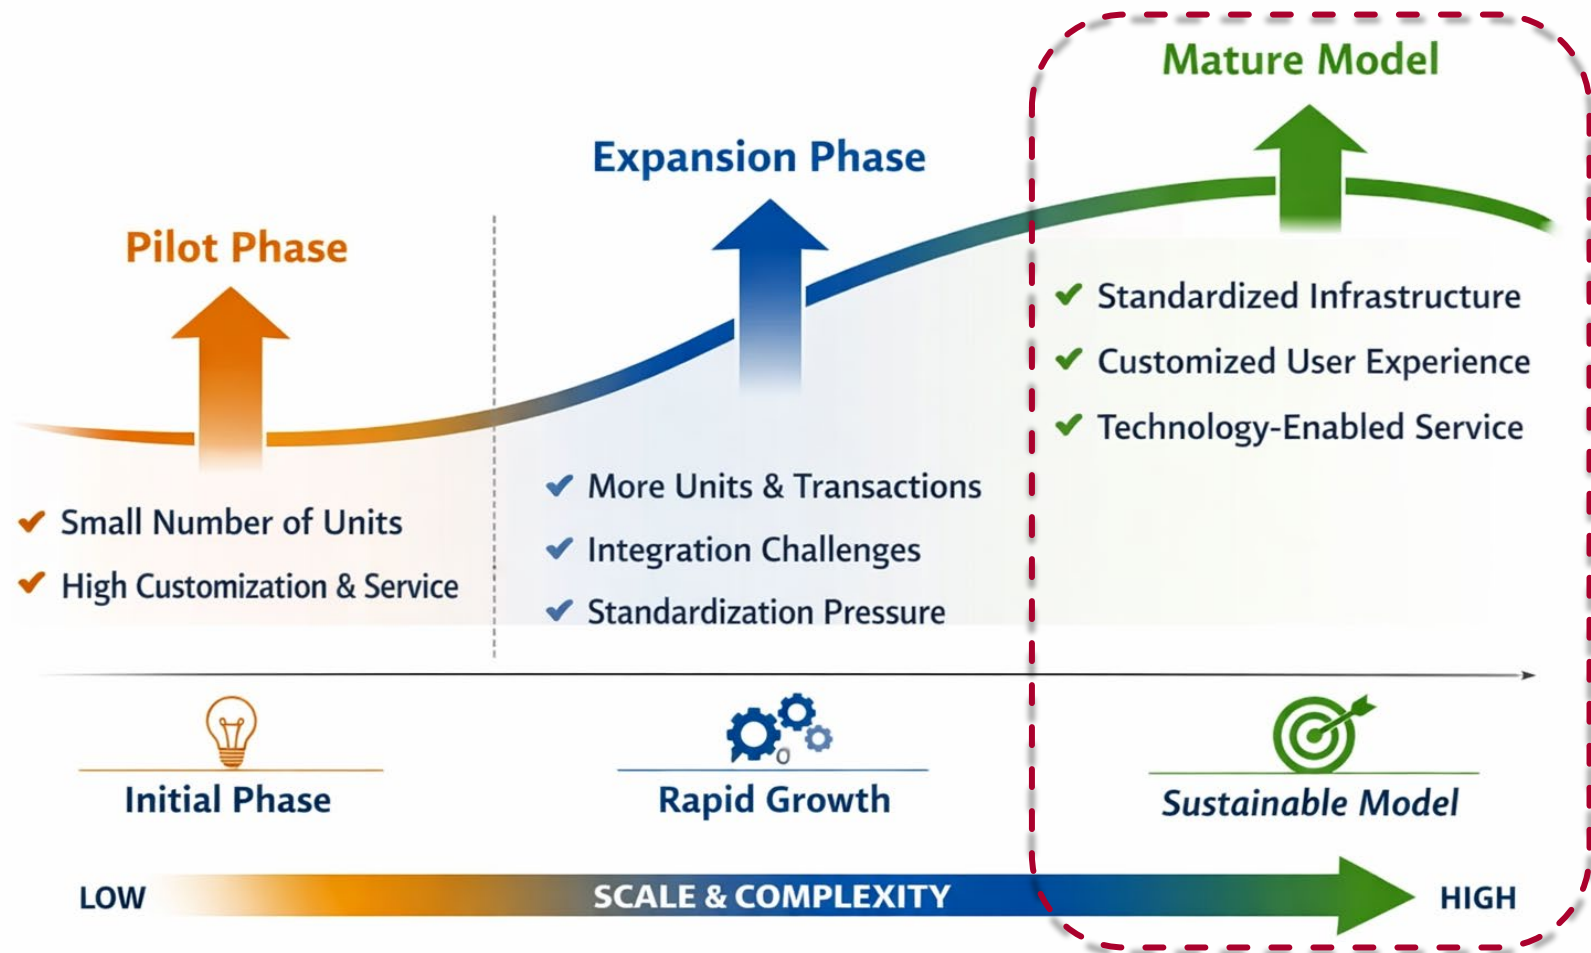 Mature Model
Expansion Phase
Pilot Phase
Standardized Infrastructure
Customized User Experience
Technology-Enabled Service
More Units & Transactions
Integration Challenges
Standardization Pressure
Small Number of Units
High Customization & Service
Initial Phase
Rapid Growth
Sustainable Model
LOW
SCALE & COMPLEXITY
HIGH